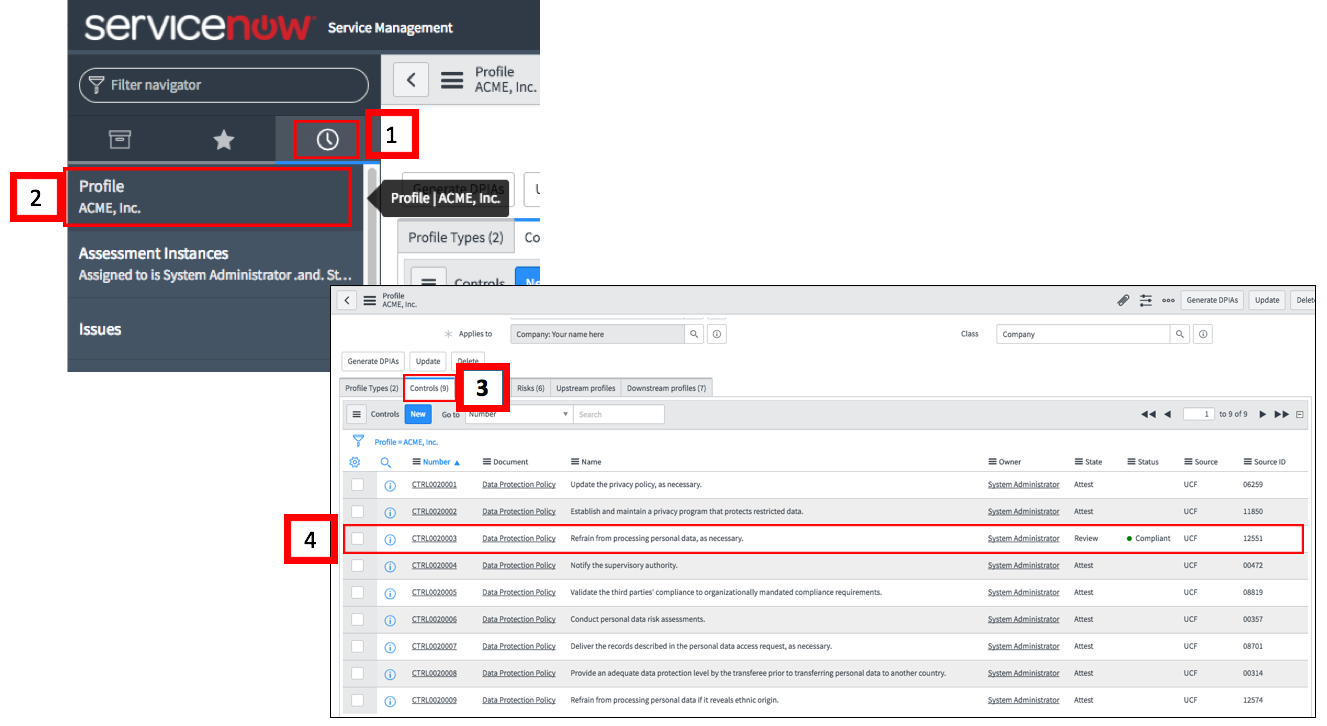 servicenow Service Management
Filter navigator
Profile
ACME, Inc.
1
2
Profile
ACME, Inc.
Profile | ACME, Inc.
Generate DPIAs U
Profile Types (2) Co
Assessment Instances
Assigned to is System Administrator .and. St...
Controls Ne
Issues
Profile
ACME, Inc.
Generate DPIAs Update Delete
Applies to Company: Your name here Class Company
Generate DPIAs Update Delete
Profile Types (2) Controls (9) 3 Risks (6) Upstream profiles Downstream profiles (7)
Controls New Go to Number Search 1 to 9 of 9
Profile = ACME, Inc.
Number Document Name Owner State Status Source Source ID
CTRL0020001 Data Protection Policy Update the privacy policy, as necessary. System Administrator Attest UCF 06259
CTRL0020002 Data Protection Policy Establish and maintain a privacy program that protects restricted data. System Administrator Attest UCF 11850
4
CTRL0020003 Data Protection Policy Refrain from processing personal data, as necessary. System Administrator Review Compliant UCF 12551
CTRL0020004 Data Protection Policy Notify the supervisory authority. System Administrator Attest UCF 00472
CTRL0020005 Data Protection Policy Validate the third parties' compliance to organizationally mandated compliance requirements. System Administrator Attest UCF 08819
CTRL0020006 Data Protection Policy Conduct personal data risk assessments. System Administrator Attest UCF 00357
CTRL0020007 Data Protection Policy Deliver the records described in the personal data access request, as necessary. System Administrator Attest UCF 08701
CTRL0020008 Data Protection Policy Provide an adequate data protection level by the transferee prior to transferring personal data to another country. System Administrator Attest UCF 00314
CTRL0020009 Data Protection Policy Refrain from processing personal data if it reveals ethnic origin. System Administrator Attest UCF 12574